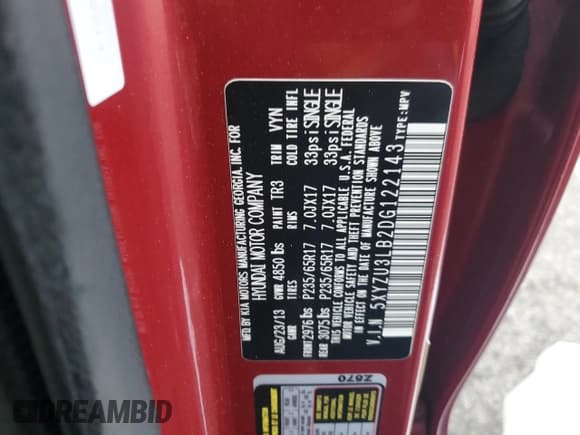 MFD.BY KIA MOTORS MANUFACTURING GEORGIA, INC. FOR
HYUNDAI MOTOR COMPANY
AUG/23/13 GVWR 4850 lbs PAINT TR3 TRIM VYN
GAWR RIMS COLD TIRE INFL
FRONT 2976 lbs P235/65R17 7.0JX17 33psi SINGLE
REAR 3075 lbs P235/65R17 7.0JX17 33psi SINGLE
THIS VEHICLE CONFORMS TO ALL APPLICABLE U.S.A. FEDERAL
MOTOR VEHICLE SAFETY AND THEFT PREVENTION STANDARDS
IN EFFECT ON THE DATE OF MANUFACTURE SHOWN ABOVE
V.I.N 5XYZU3LB2DG122143 TYPE:MPV
Z870
DREAMBID